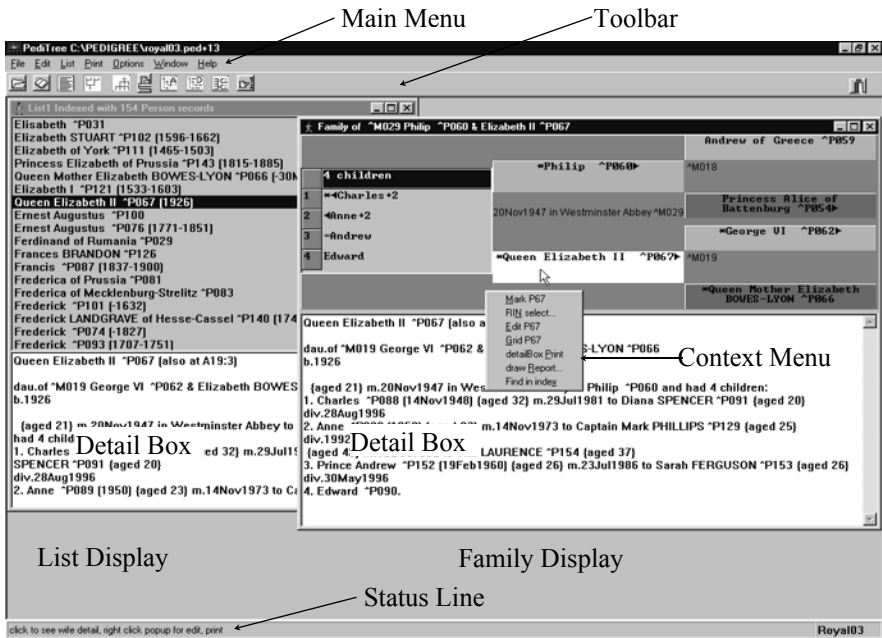 Main Menu
Toolbar
PediTree C:\PEDIGREE\royal03.ped+13
File Edit List Print Options Window Help
List1 Indexed with 154 Person records
Elisabeth ^P031
Elizabeth STUART ^P102 (1596-1662)
Elizabeth of York ^P111 (1465-1503)
Princess Elizabeth of Prussia ^P143 (1815-1885)
Queen Mother Elizabeth BOWES-LYON ^P066 (-30M
Elizabeth I ^P121 (1533-1603)
Queen Elizabeth II ^P067 (1926)
Ernest Augustus ^P100
Ernest Augustus ^P076 (1771-1851)
Ferdinand of Rumania ^P029
Frances BRANDON ^P126
Francis ^P087 (1837-1900)
Frederica of Prussia ^P081
Frederica of Mecklenburg-Strelitz ^P083
Frederick ^P101 (-1632)
Frederick LANDGRAVE of Hesse-Cassel ^P140 (174
Frederick ^P074 (-1827)
Frederick ^P093 (1707-1751)
Queen Elizabeth II ^P067 (also at A19:3)
dau.of ^M019 George VI ^P062 & Elizabeth BOWES
b.1926
(aged 21) m.20Nov1947 in Westminster Abbey to
had 4 child
1. Charles ed 32) m.29Jul1
SPENCER ^P091 (aged 20)
div.28Aug1996
2. Anne ^P089 (1950) (aged 23) m.14Nov1973 to Ca
Detail Box
List Display
Family of ^M029 Philip ^P060 & Elizabeth II ^P067
4 children
1 *◄Charles+2
2 ◄Anne+2
3 =Andrew
4 Edward
*Philip ^P060►
20Nov1947 in Westminster Abbey ^M029
*Queen Elizabeth II ^P067►
Andrew of Greece ^P059
^M018
Princess Alice of
Battenburg ^P054►
*George VI ^P062►
^M019
*Queen Mother Elizabeth
BOWES-LYON ^P066
Mark P67
RIN select...
Edit P67
Grid P67
detailBox Print
draw Report...
Find in index
Context Menu
Queen Elizabeth II ^P067 (also a
dau.of ^M019 George VI ^P062 & S-LYON ^P066
b.1926
(aged 21) m.20Nov1947 in Wes Philip ^P060 and had 4 children:
1. Charles ^P088 (14Nov1948) (aged 32) m.29Jul1981 to Diana SPENCER ^P091 (aged 20)
div.28Aug1996
2. Anne m.14Nov1973 to Captain Mark PHILLIPS ^P129 (aged 25)
div.1992
(aged 4 LAURENCE ^P154 (aged 37)
3. Prince Andrew ^P152 (19Feb1960) (aged 26) m.23Jul1986 to Sarah FERGUSON ^P153 (aged 26)
div.30May1996
4. Edward ^P090.
Detail Box
Family Display
Status Line
click to see wife detail, right click popup for edit, print
Royal03